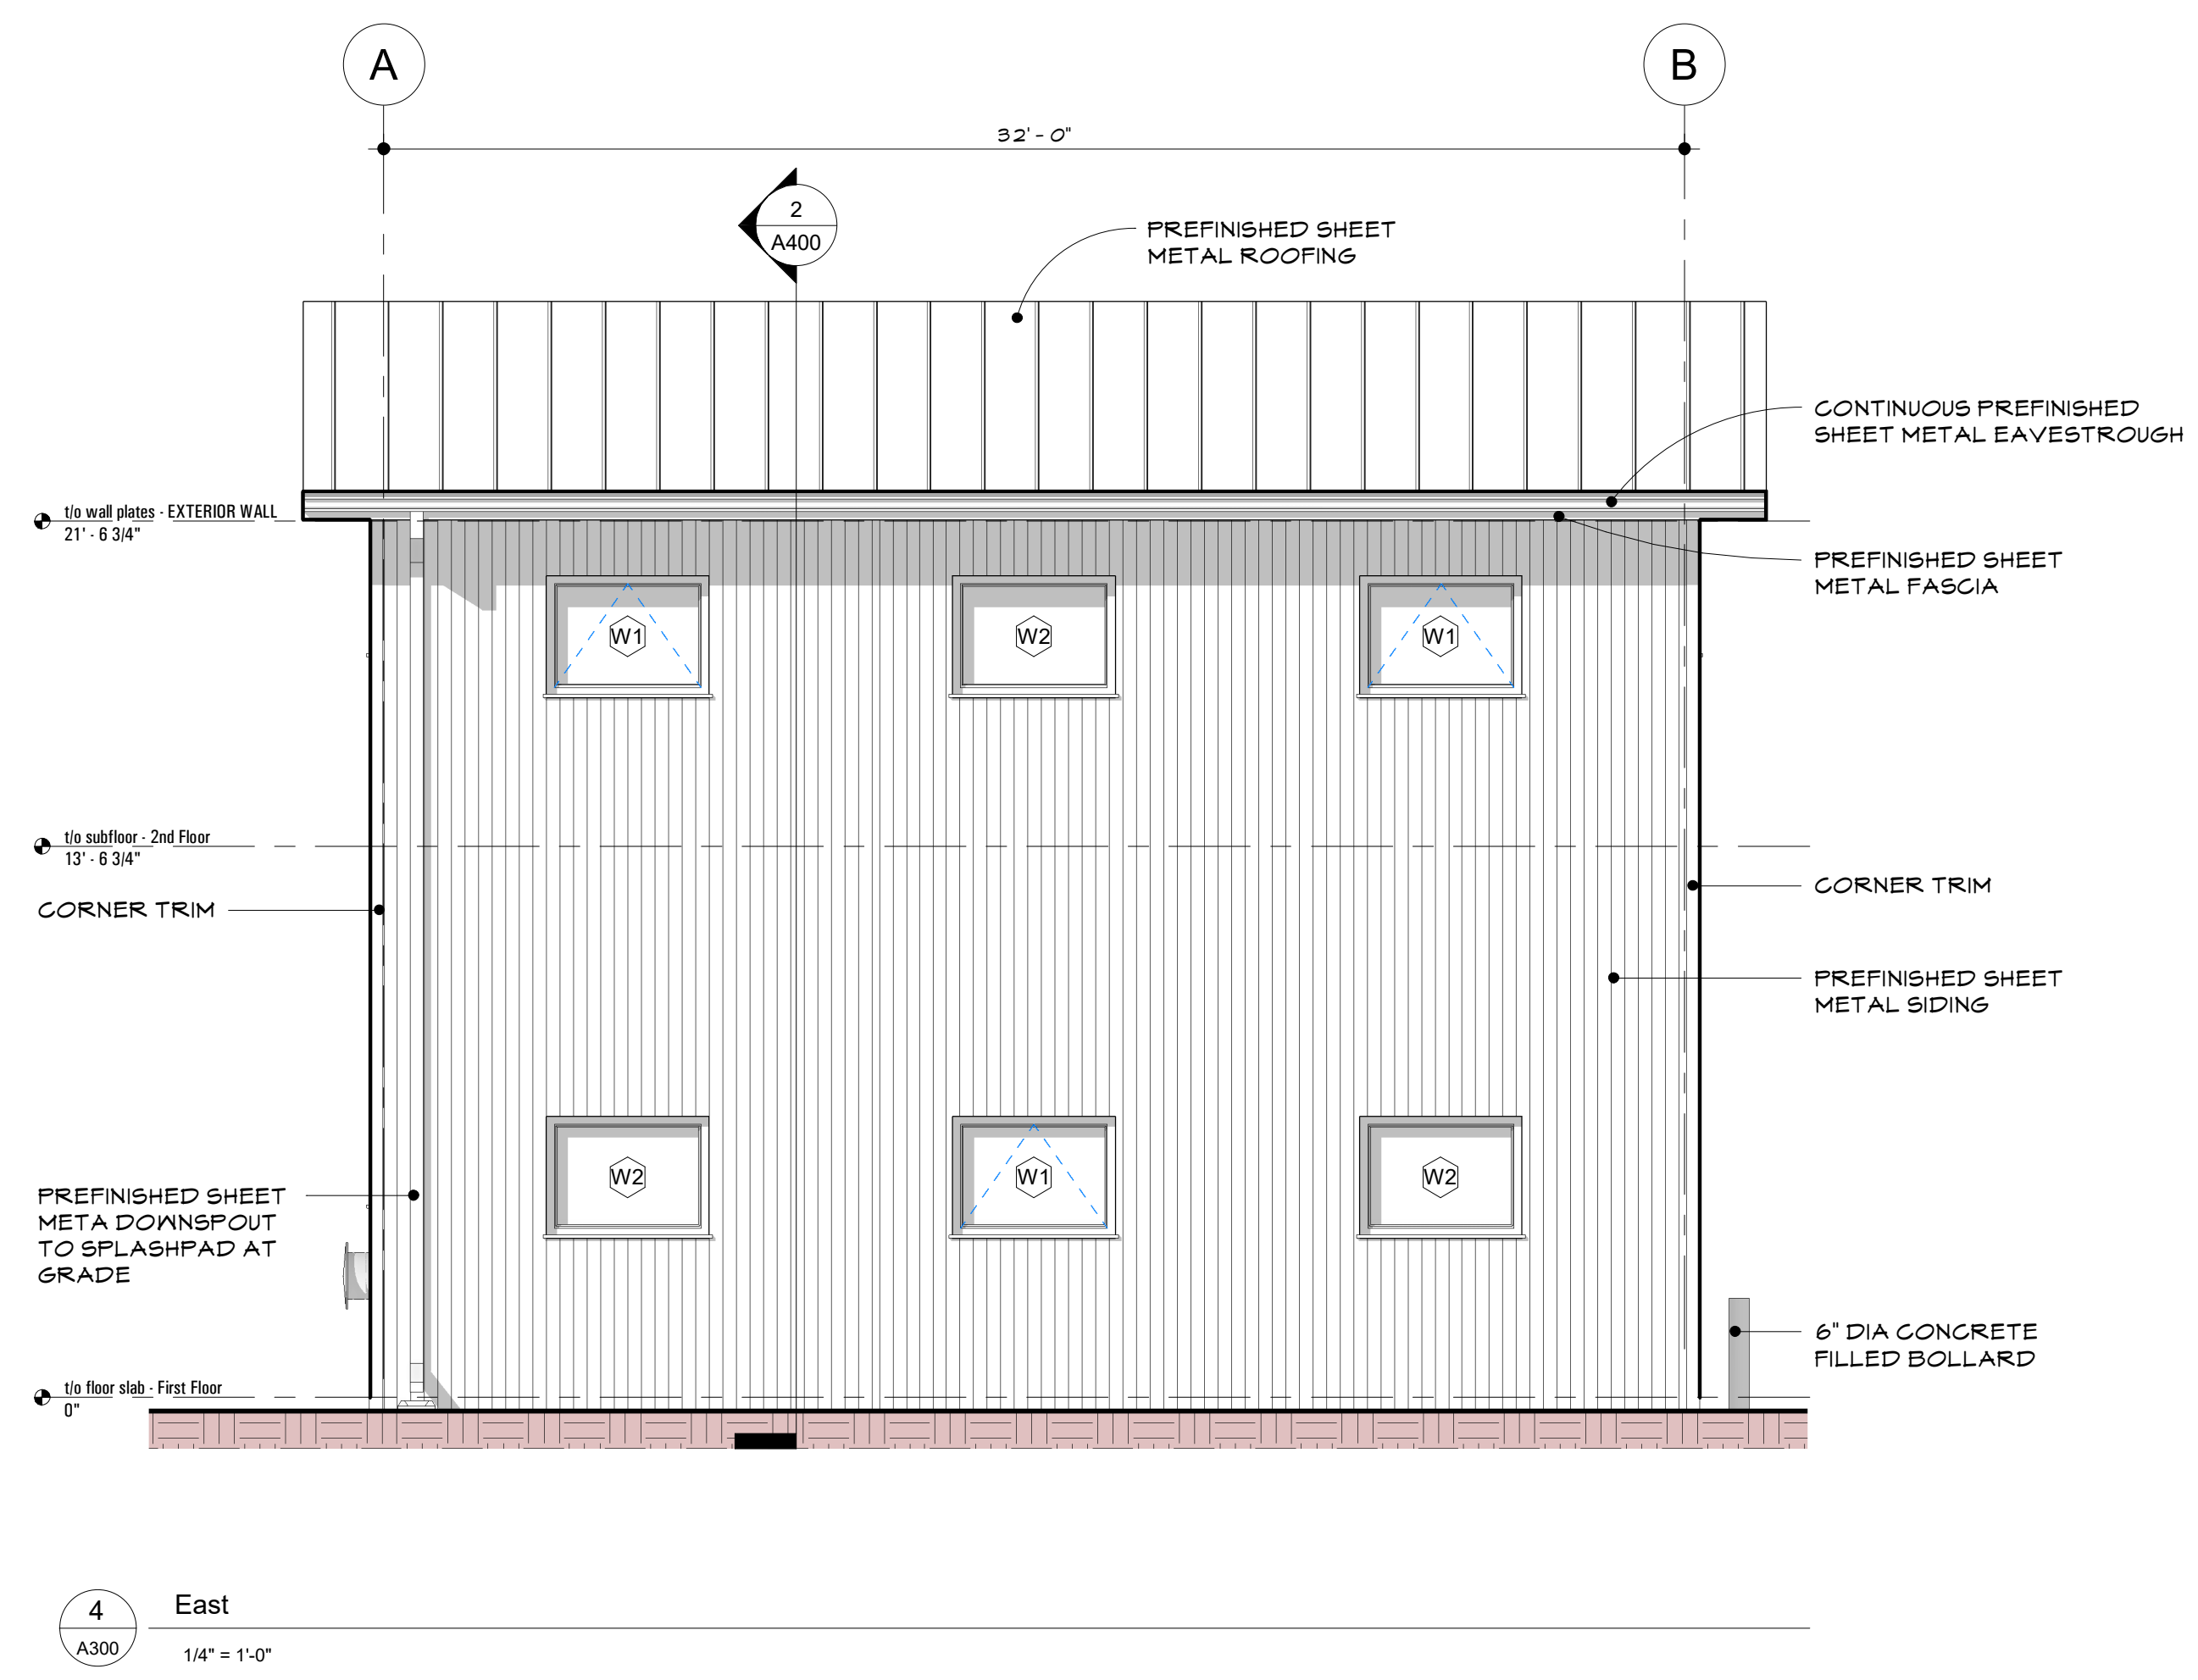 A
B
32' - 0"
2
A400
PREFINISHED SHEET
METAL ROOFING
CONTINUOUS PREFINISHED
SHEET METAL EAVESTROUGH
t/o wall plates - EXTERIOR WALL
21' - 6 3/4"
PREFINISHED SHEET
METAL FASCIA
W1
W2
W1
t/o subfloor - 2nd Floor
13' - 6 3/4"
CORNER TRIM
CORNER TRIM
PREFINISHED SHEET
METAL SIDING
W2
W1
W2
PREFINISHED SHEET
META DOWNSPOUT
TO SPLASHPAD AT
GRADE
6" DIA CONCRETE
FILLED BOLLARD
t/o floor slab - First Floor
0"
4
A300
East
1/4" = 1'-0"